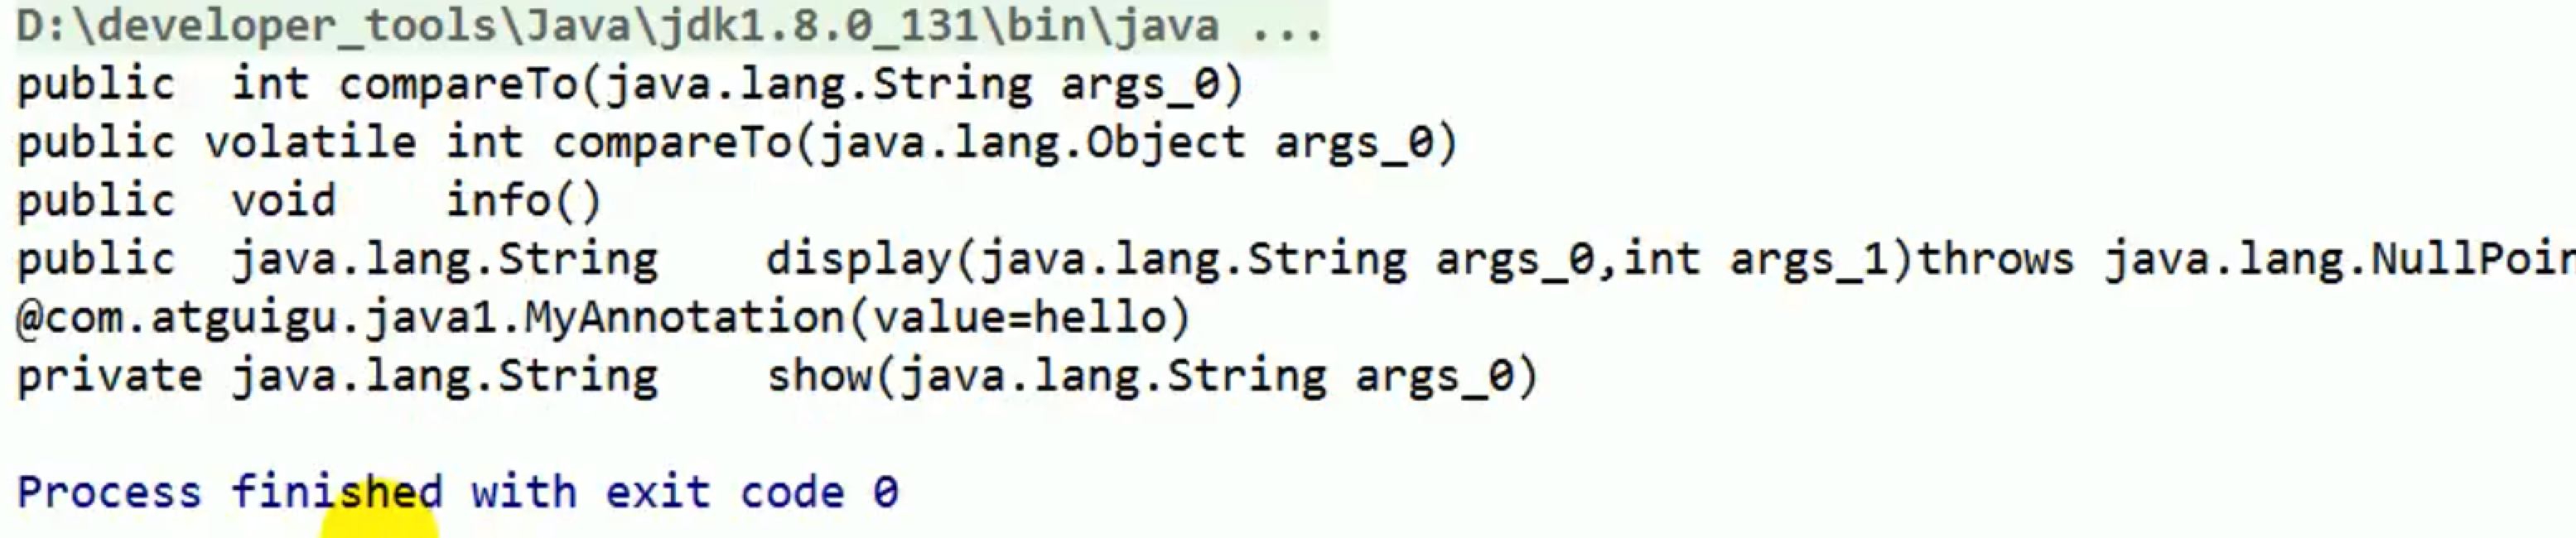 D:\developer_tools\Java\jdk1.8.0_131\bin\java ...
public  int compareTo(java.lang.String args_0)
public volatile int compareTo(java.lang.Object args_0)
public  void    info()
public  java.lang.String    display(java.lang.String args_0,int args_1)throws java.lang.NullPoin
@com.atguigu.java1.MyAnnotation(value=hello)
private java.lang.String    show(java.lang.String args_0)
Process finished with exit code 0